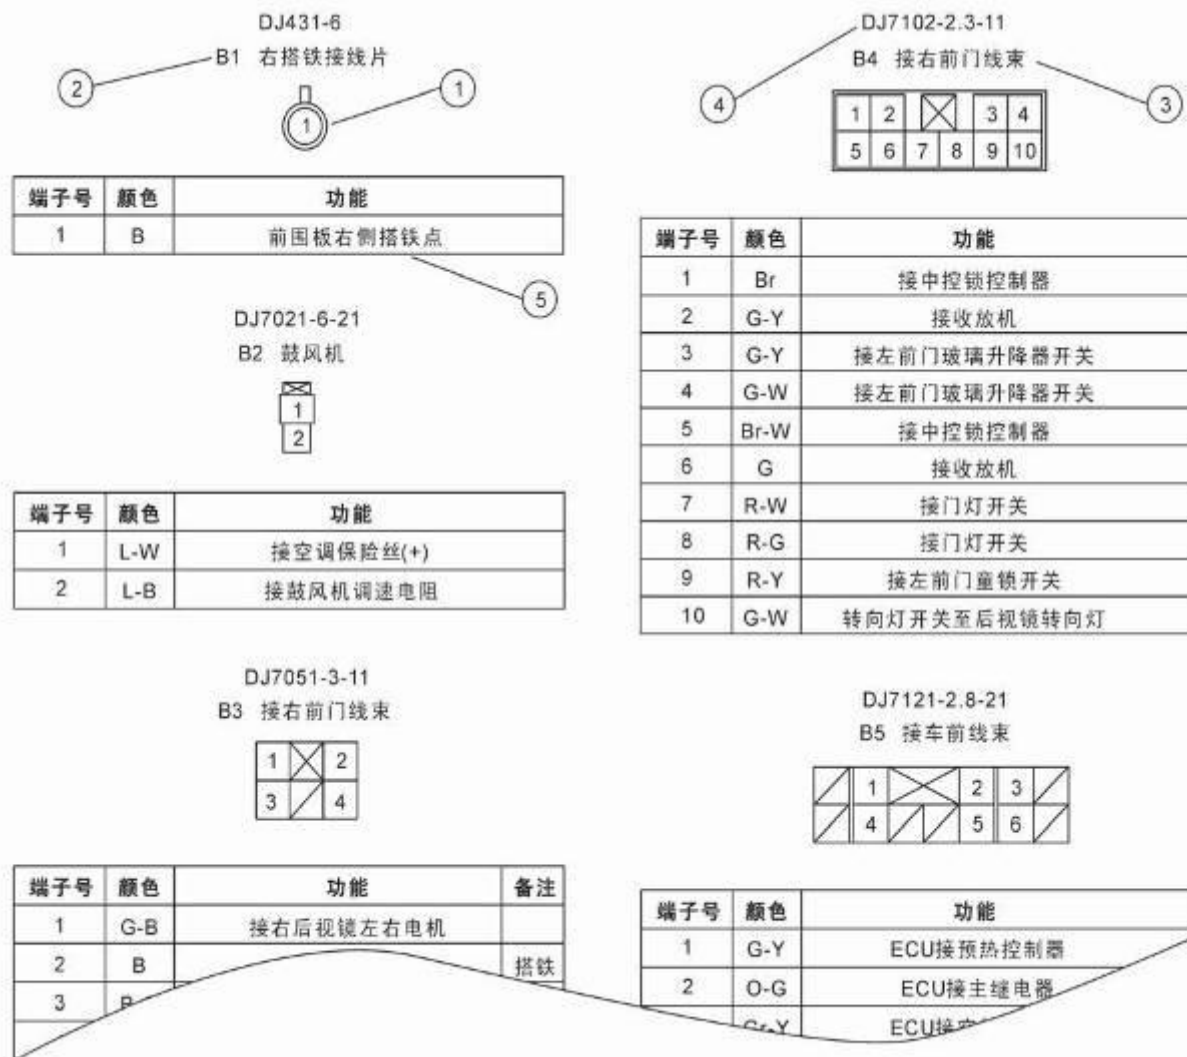 DJ431-6
B1 右搭铁接线片
②
①
1
端子号 颜色 功能
1 B 前围板右侧搭铁点
⑤
DJ7021-6-21
B2 鼓风机
1
2
端子号 颜色 功能
1 L-W 接空调保险丝(+)
2 L-B 接鼓风机调速电阻
DJ7051-3-11
B3 接右前门线束
1 2
3 4
端子号 颜色 功能 备注
1 G-B 接右后视镜左右电机
2 B 搭铁
3
DJ7102-2.3-11
B4 接右前门线束
④
③
1 2 3 4
5 6 7 8 9 10
端子号 颜色 功能
1 Br 接中控锁控制器
2 G-Y 接收放机
3 G-Y 接左前门玻璃升降器开关
4 G-W 接左前门玻璃升降器开关
5 Br-W 接中控锁控制器
6 G 接收放机
7 R-W 接门灯开关
8 R-G 接门灯开关
9 R-Y 接左前门童锁开关
10 G-W 转向灯开关至后视镜转向灯
DJ7121-2.8-21
B5 接车前线束
1 2 3
4 5 6
端子号 颜色 功能
1 G-Y ECU接预热控制器
2 O-G ECU接主继电器
Gr-Y ECU接